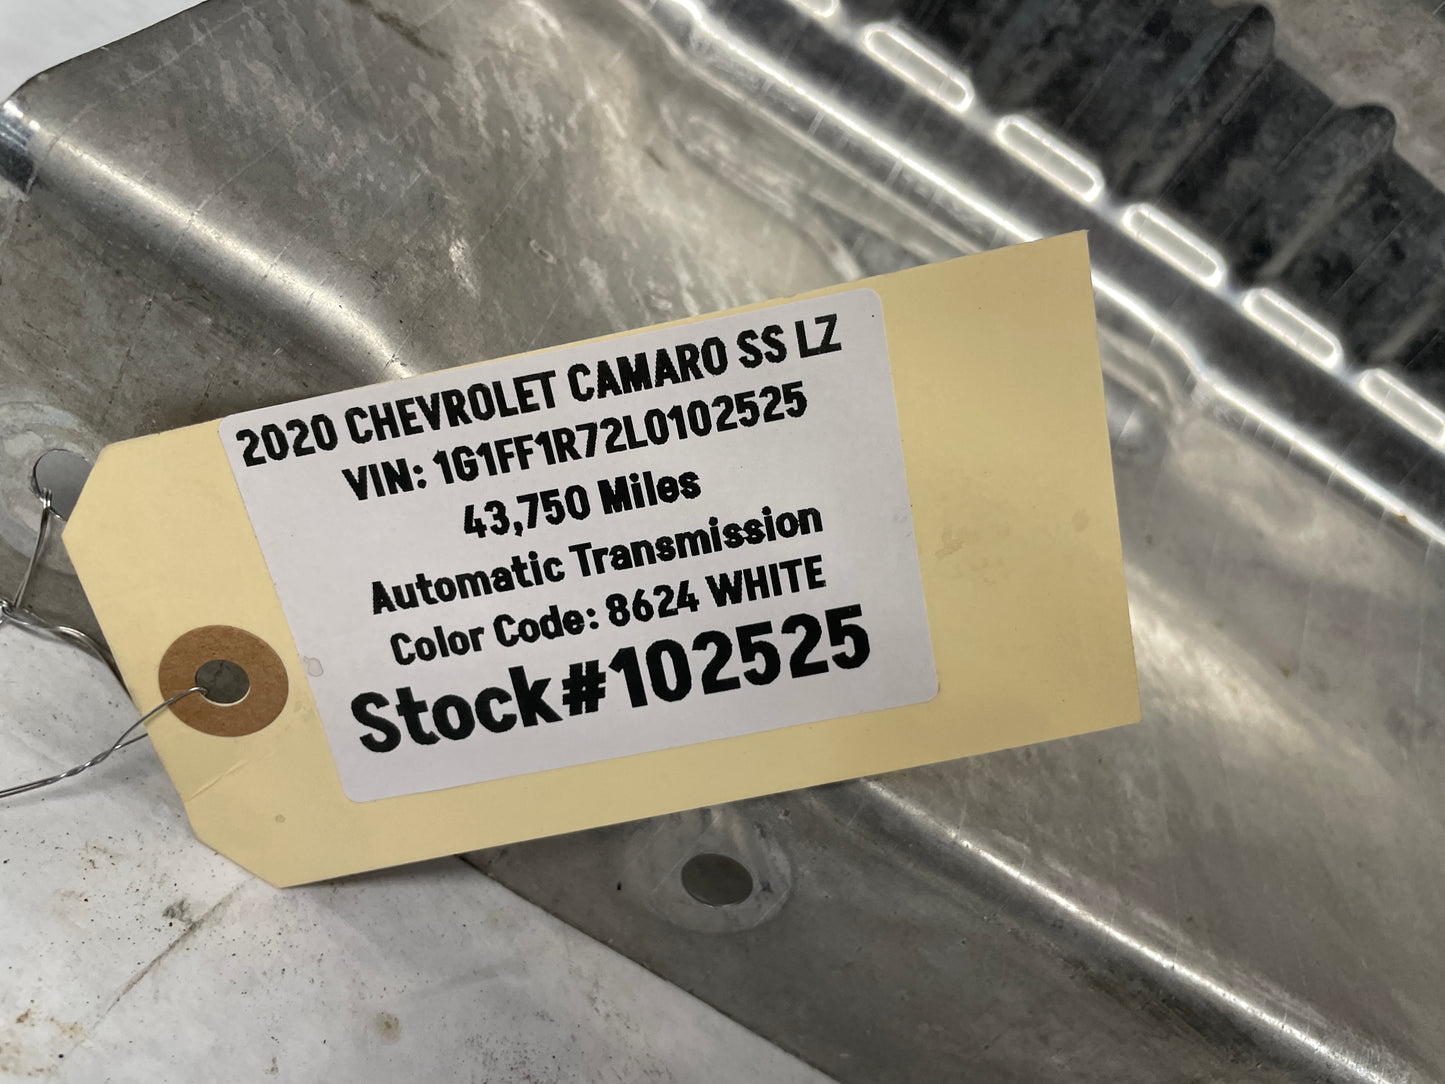 2020 CHEVROLET CAMARO SS LZ
VIN: 1G1FF1R72L0102525
43,750 Miles
Automatic Transmission
Color Code: 8624 WHITE
Stock#102525